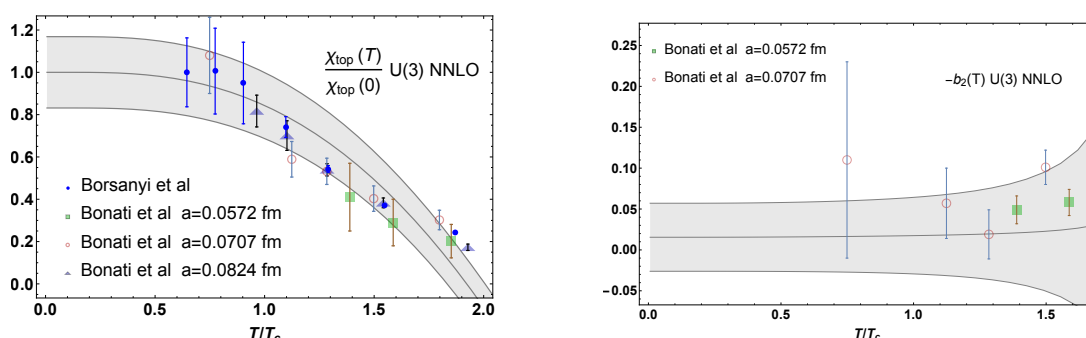 1.2
1.0
0.8
0.6
0.4
0.2
0.0
χtop (T)
χtop (0)
U(3) NNLO
Borsanyi et al
Bonati et al a=0.0572 fm
Bonati et al a=0.0707 fm
Bonati et al a=0.0824 fm
0.0 0.5 1.0 1.5 2.0
T/Tc
0.25
0.20
0.15
0.10
0.05
0.00
−0.05
Bonati et al a=0.0572 fm
Bonati et al a=0.0707 fm
−b2(T) U(3) NNLO
0.0 0.5 1.0 1.5
T/Tc